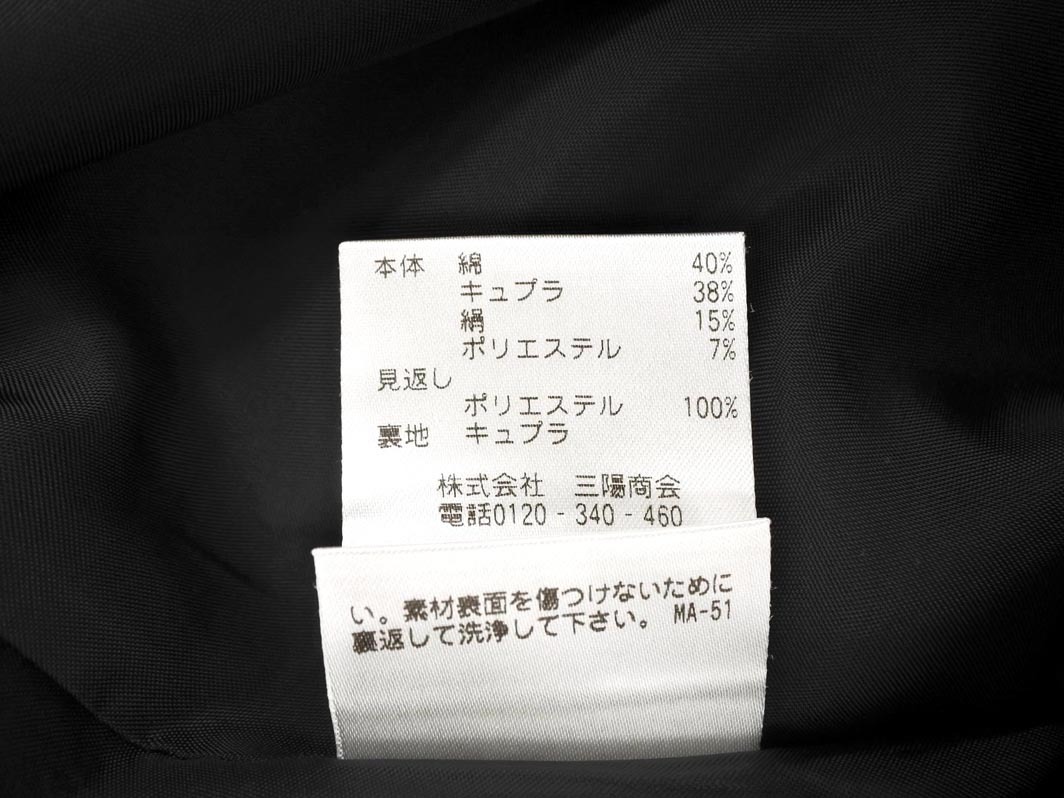 本体 綿 40%
キュプラ 38%
絹 15%
ポリエステル 7%
見返し
ポリエステル 100%
裏地 キュプラ
株式会社 三陽商会
電話0120 - 340 - 460
い。素材表面を傷つけないために
裏返して洗浄して下さい。 MA-51